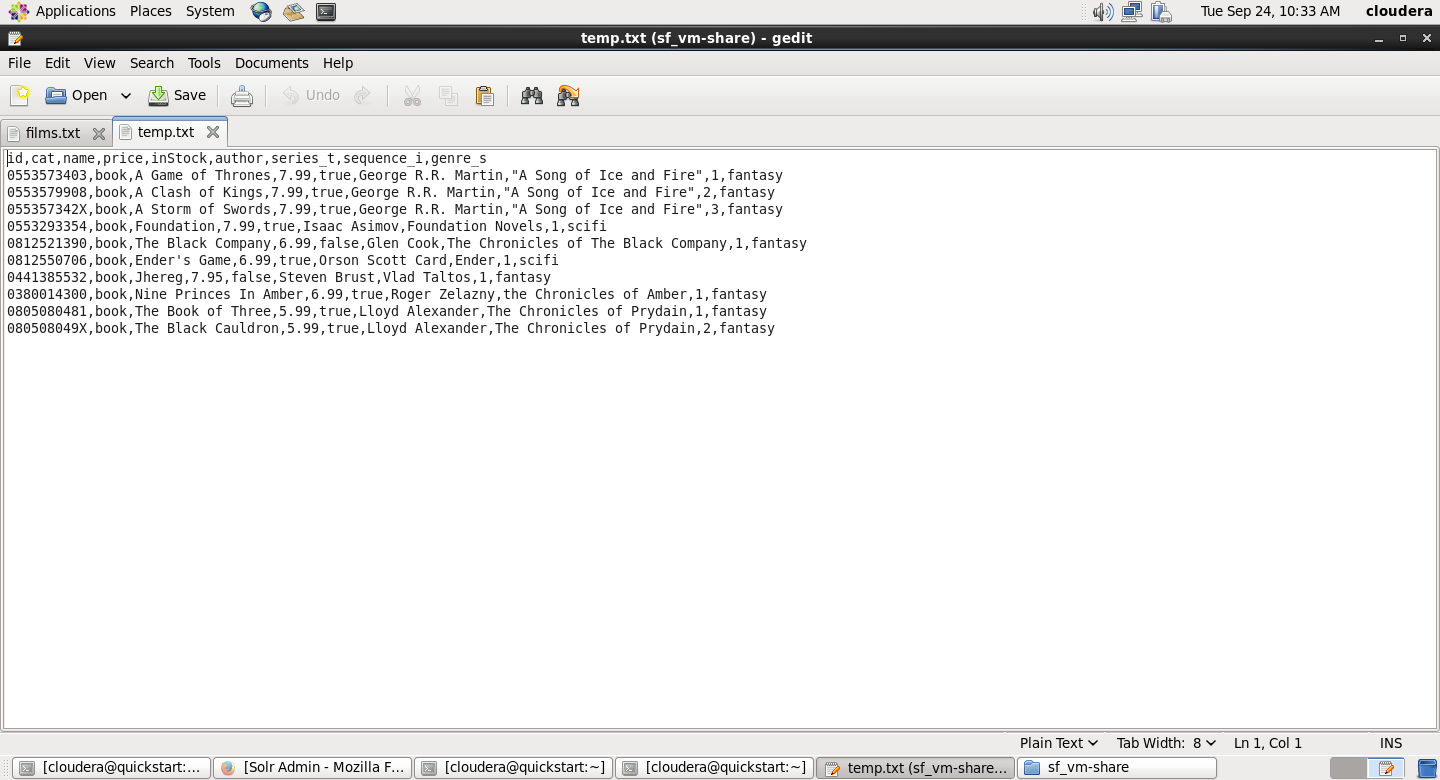 Applications Places System Tue Sep 24, 10:33 AM cloudera
temp.txt (sf_vm-share) - gedit
File Edit View Search Tools Documents Help
Open Save Undo
films.txt temp.txt
id,cat,name,price,inStock,author,series_t,sequence_i,genre_s
0553573403,book,A Game of Thrones,7.99,true,George R.R. Martin,"A Song of Ice and Fire",1,fantasy
0553579908,book,A Clash of Kings,7.99,true,George R.R. Martin,"A Song of Ice and Fire",2,fantasy
055357342X,book,A Storm of Swords,7.99,true,George R.R. Martin,"A Song of Ice and Fire",3,fantasy
0553293354,book,Foundation,7.99,true,Isaac Asimov,Foundation Novels,1,scifi
0812521390,book,The Black Company,6.99,false,Glen Cook,The Chronicles of The Black Company,1,fantasy
0812550706,book,Ender's Game,6.99,true,Orson Scott Card,Ender,1,scifi
0441385532,book,Jhereg,7.95,false,Steven Brust,Vlad Taltos,1,fantasy
0380014300,book,Nine Princes In Amber,6.99,true,Roger Zelazny,the Chronicles of Amber,1,fantasy
0805080481,book,The Book of Three,5.99,true,Lloyd Alexander,The Chronicles of Prydain,1,fantasy
080508049X,book,The Black Cauldron,5.99,true,Lloyd Alexander,The Chronicles of Prydain,2,fantasy
Plain Text Tab Width: 8 Ln 1, Col 1 INS
[cloudera@quickstart:... [Solr Admin - Mozilla F... [cloudera@quickstart:~] [cloudera@quickstart:~] temp.txt (sf_vm-share... sf_vm-share